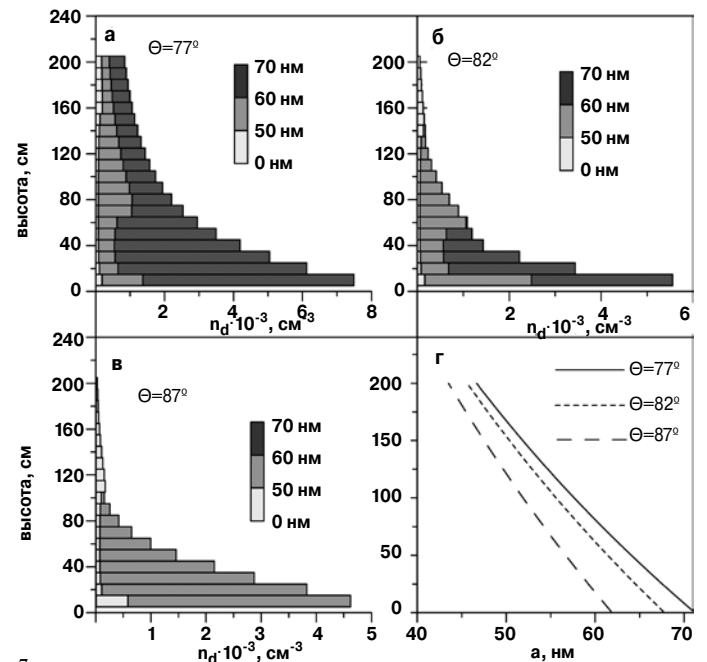 240
200
160
120
80
40
0
высота, см
а
Θ=77º
70 нм
60 нм
50 нм
0 нм
2
4
6
8
n_d·10⁻³, см⁻³
240
200
160
120
80
40
0
б
Θ=82º
70 нм
60 нм
50 нм
0 нм
2
4
6
n_d·10⁻³, см⁻³
240
200
160
120
80
40
0
высота, см
в
Θ=87º
70 нм
60 нм
50 нм
0 нм
1
2
3
4
5
n_d·10⁻³, см⁻³
г
Θ=77º
Θ=82º
Θ=87º
200
150
100
50
0
40
50
60
70
a, нм